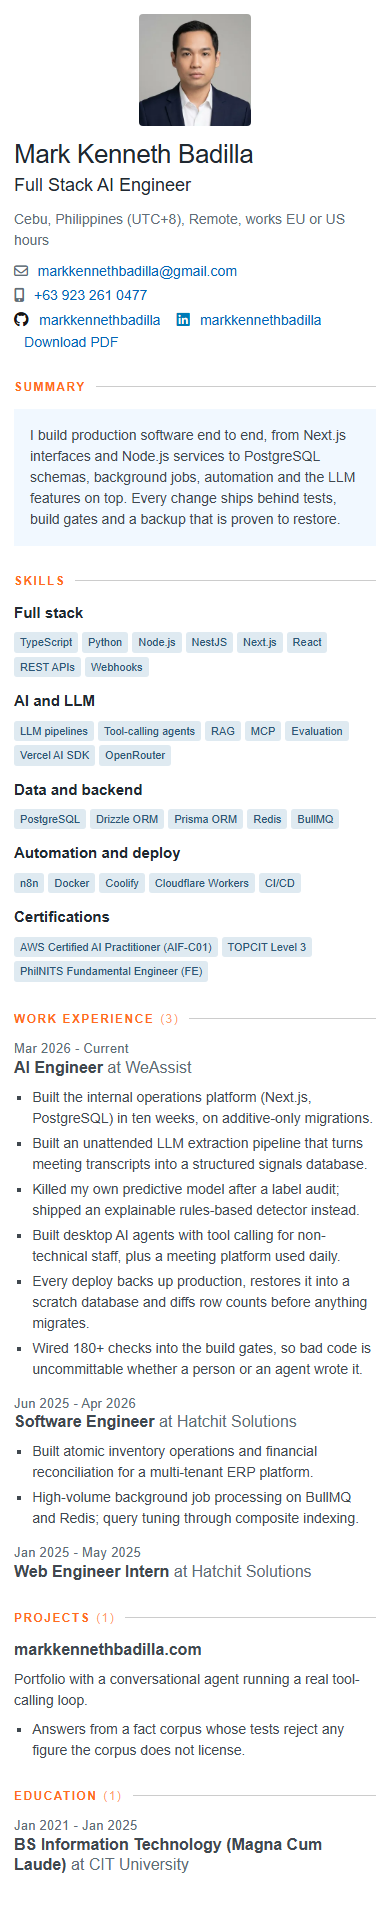 Mark Kenneth Badilla
Full Stack AI Engineer
Cebu, Philippines (UTC+8), Remote, works EU or US
hours
markkennethbadilla@gmail.com
+63 923 261 0477
markkennethbadilla markkennethbadilla
Download PDF
SUMMARY
I build production software end to end, from Next.js
interfaces and Node.js services to PostgreSQL
schemas, background jobs, automation and the LLM
features on top. Every change ships behind tests,
build gates and a backup that is proven to restore.
SKILLS
Full stack
TypeScript Python Node.js NestJS Next.js React
REST APIs Webhooks
AI and LLM
LLM pipelines Tool-calling agents RAG MCP Evaluation
Vercel AI SDK OpenRouter
Data and backend
PostgreSQL Drizzle ORM Prisma ORM Redis BullMQ
Automation and deploy
n8n Docker Coolify Cloudflare Workers CI/CD
Certifications
AWS Certified AI Practitioner (AIF-C01) TOPCIT Level 3
PhilNITS Fundamental Engineer (FE)
WORK EXPERIENCE (3)
Mar 2026 - Current
AI Engineer at WeAssist
Built the internal operations platform (Next.js,
PostgreSQL) in ten weeks, on additive-only migrations.
Built an unattended LLM extraction pipeline that turns
meeting transcripts into a structured signals database.
Killed my own predictive model after a label audit;
shipped an explainable rules-based detector instead.
Built desktop AI agents with tool calling for non-
technical staff, plus a meeting platform used daily.
Every deploy backs up production, restores it into a
scratch database and diffs row counts before anything
migrates.
Wired 180+ checks into the build gates, so bad code is
uncommittable whether a person or an agent wrote it.
Jun 2025 - Apr 2026
Software Engineer at Hatchit Solutions
Built atomic inventory operations and financial
reconciliation for a multi-tenant ERP platform.
High-volume background job processing on BullMQ
and Redis; query tuning through composite indexing.
Jan 2025 - May 2025
Web Engineer Intern at Hatchit Solutions
PROJECTS (1)
markkennethbadilla.com
Portfolio with a conversational agent running a real tool-
calling loop.
Answers from a fact corpus whose tests reject any
figure the corpus does not license.
EDUCATION (1)
Jan 2021 - Jan 2025
BS Information Technology (Magna Cum
Laude) at CIT University